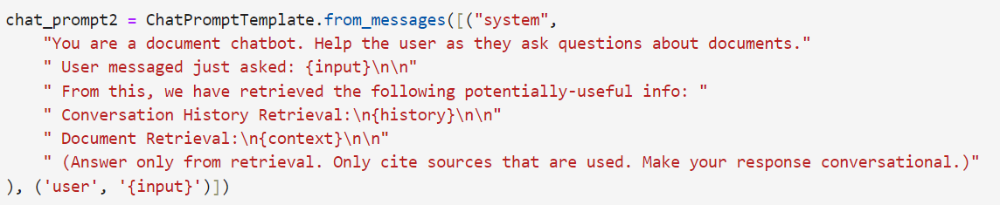 chat_prompt2 = ChatPromptTemplate.from_messages([("system",
    "You are a document chatbot. Help the user as they ask questions about documents."
    " User messaged just asked: {input}\n\n"
    " From this, we have retrieved the following potentially-useful info: "
    " Conversation History Retrieval:\n{history}\n\n"
    " Document Retrieval:\n{context}\n\n"
    " (Answer only from retrieval. Only cite sources that are used. Make your response conversational.)"
), ('user', '{input}')])